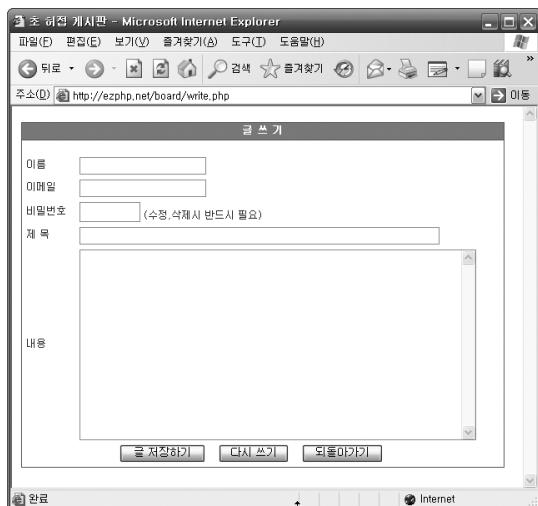 초 허접 게시판 - Microsoft Internet Explorer
파일(F) 편집(E) 보기(V) 즐겨찾기(A) 도구(T) 도움말(H)
뒤로 검색 즐겨찾기 »
주소(D) http://ezphp.net/board/write.php 이동
글 쓰 기
이름
이메일
비밀번호 (수정,삭제시 반드시 필요)
제 목
내용
글 저장하기 다시 쓰기 되돌아가기
완료 Internet